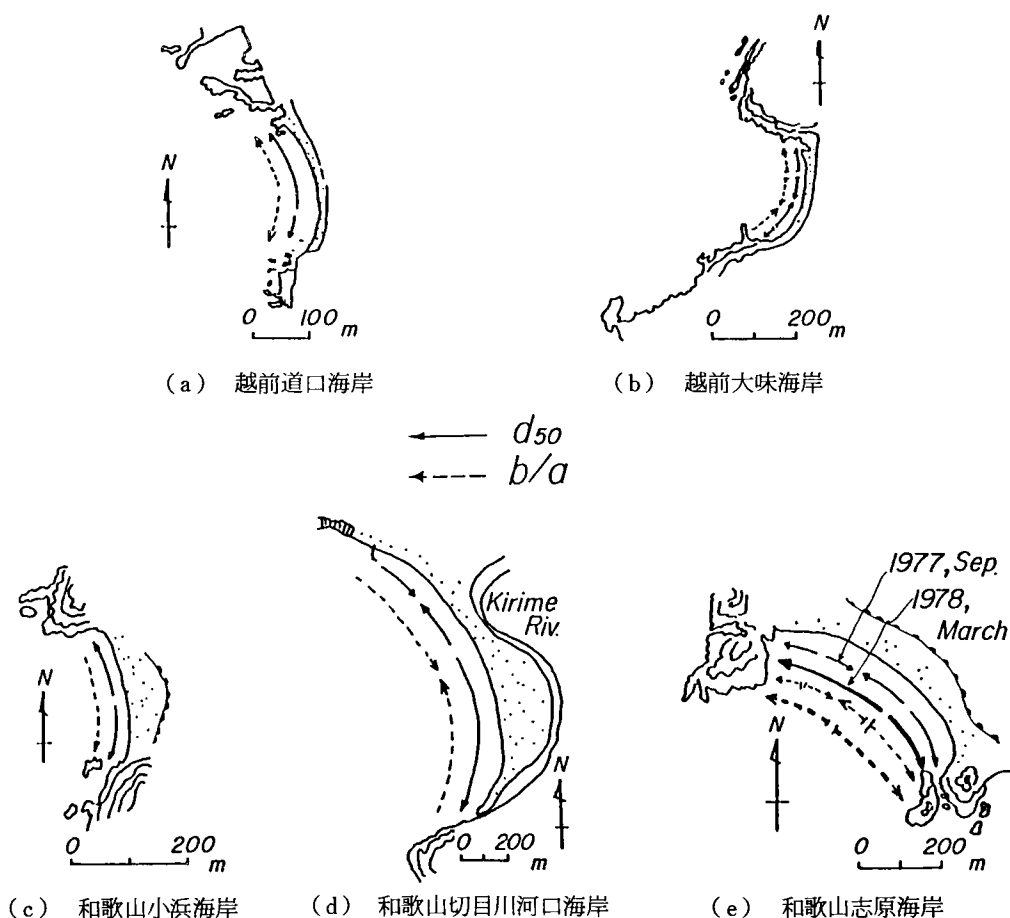 N
N
0 100 m
0 200 m
(a) 越前道口海岸
(b) 越前大味海岸
d50
b/a
N
Kirime
Riv.
N
1977, Sep.
1978,
March
N
0 200 m
0 200 m
0 200 m
(c) 和歌山小浜海岸
(d) 和歌山切目川河口海岸
(e) 和歌山志原海岸